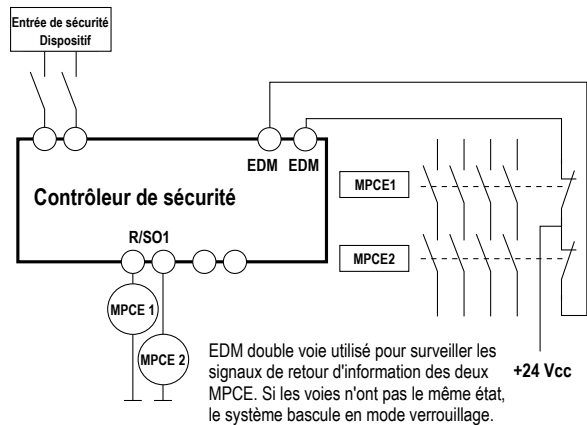 Entrée de sécurité
Dispositif
EDM EDM
Contrôleur de sécurité
R/SO1
MPCE1
MPCE2
MPCE 1
MPCE 2
EDM double voie utilisé pour surveiller les
signaux de retour d'information des deux
MPCE. Si les voies n'ont pas le même état,
le système bascule en mode verrouillage.
+24 Vcc